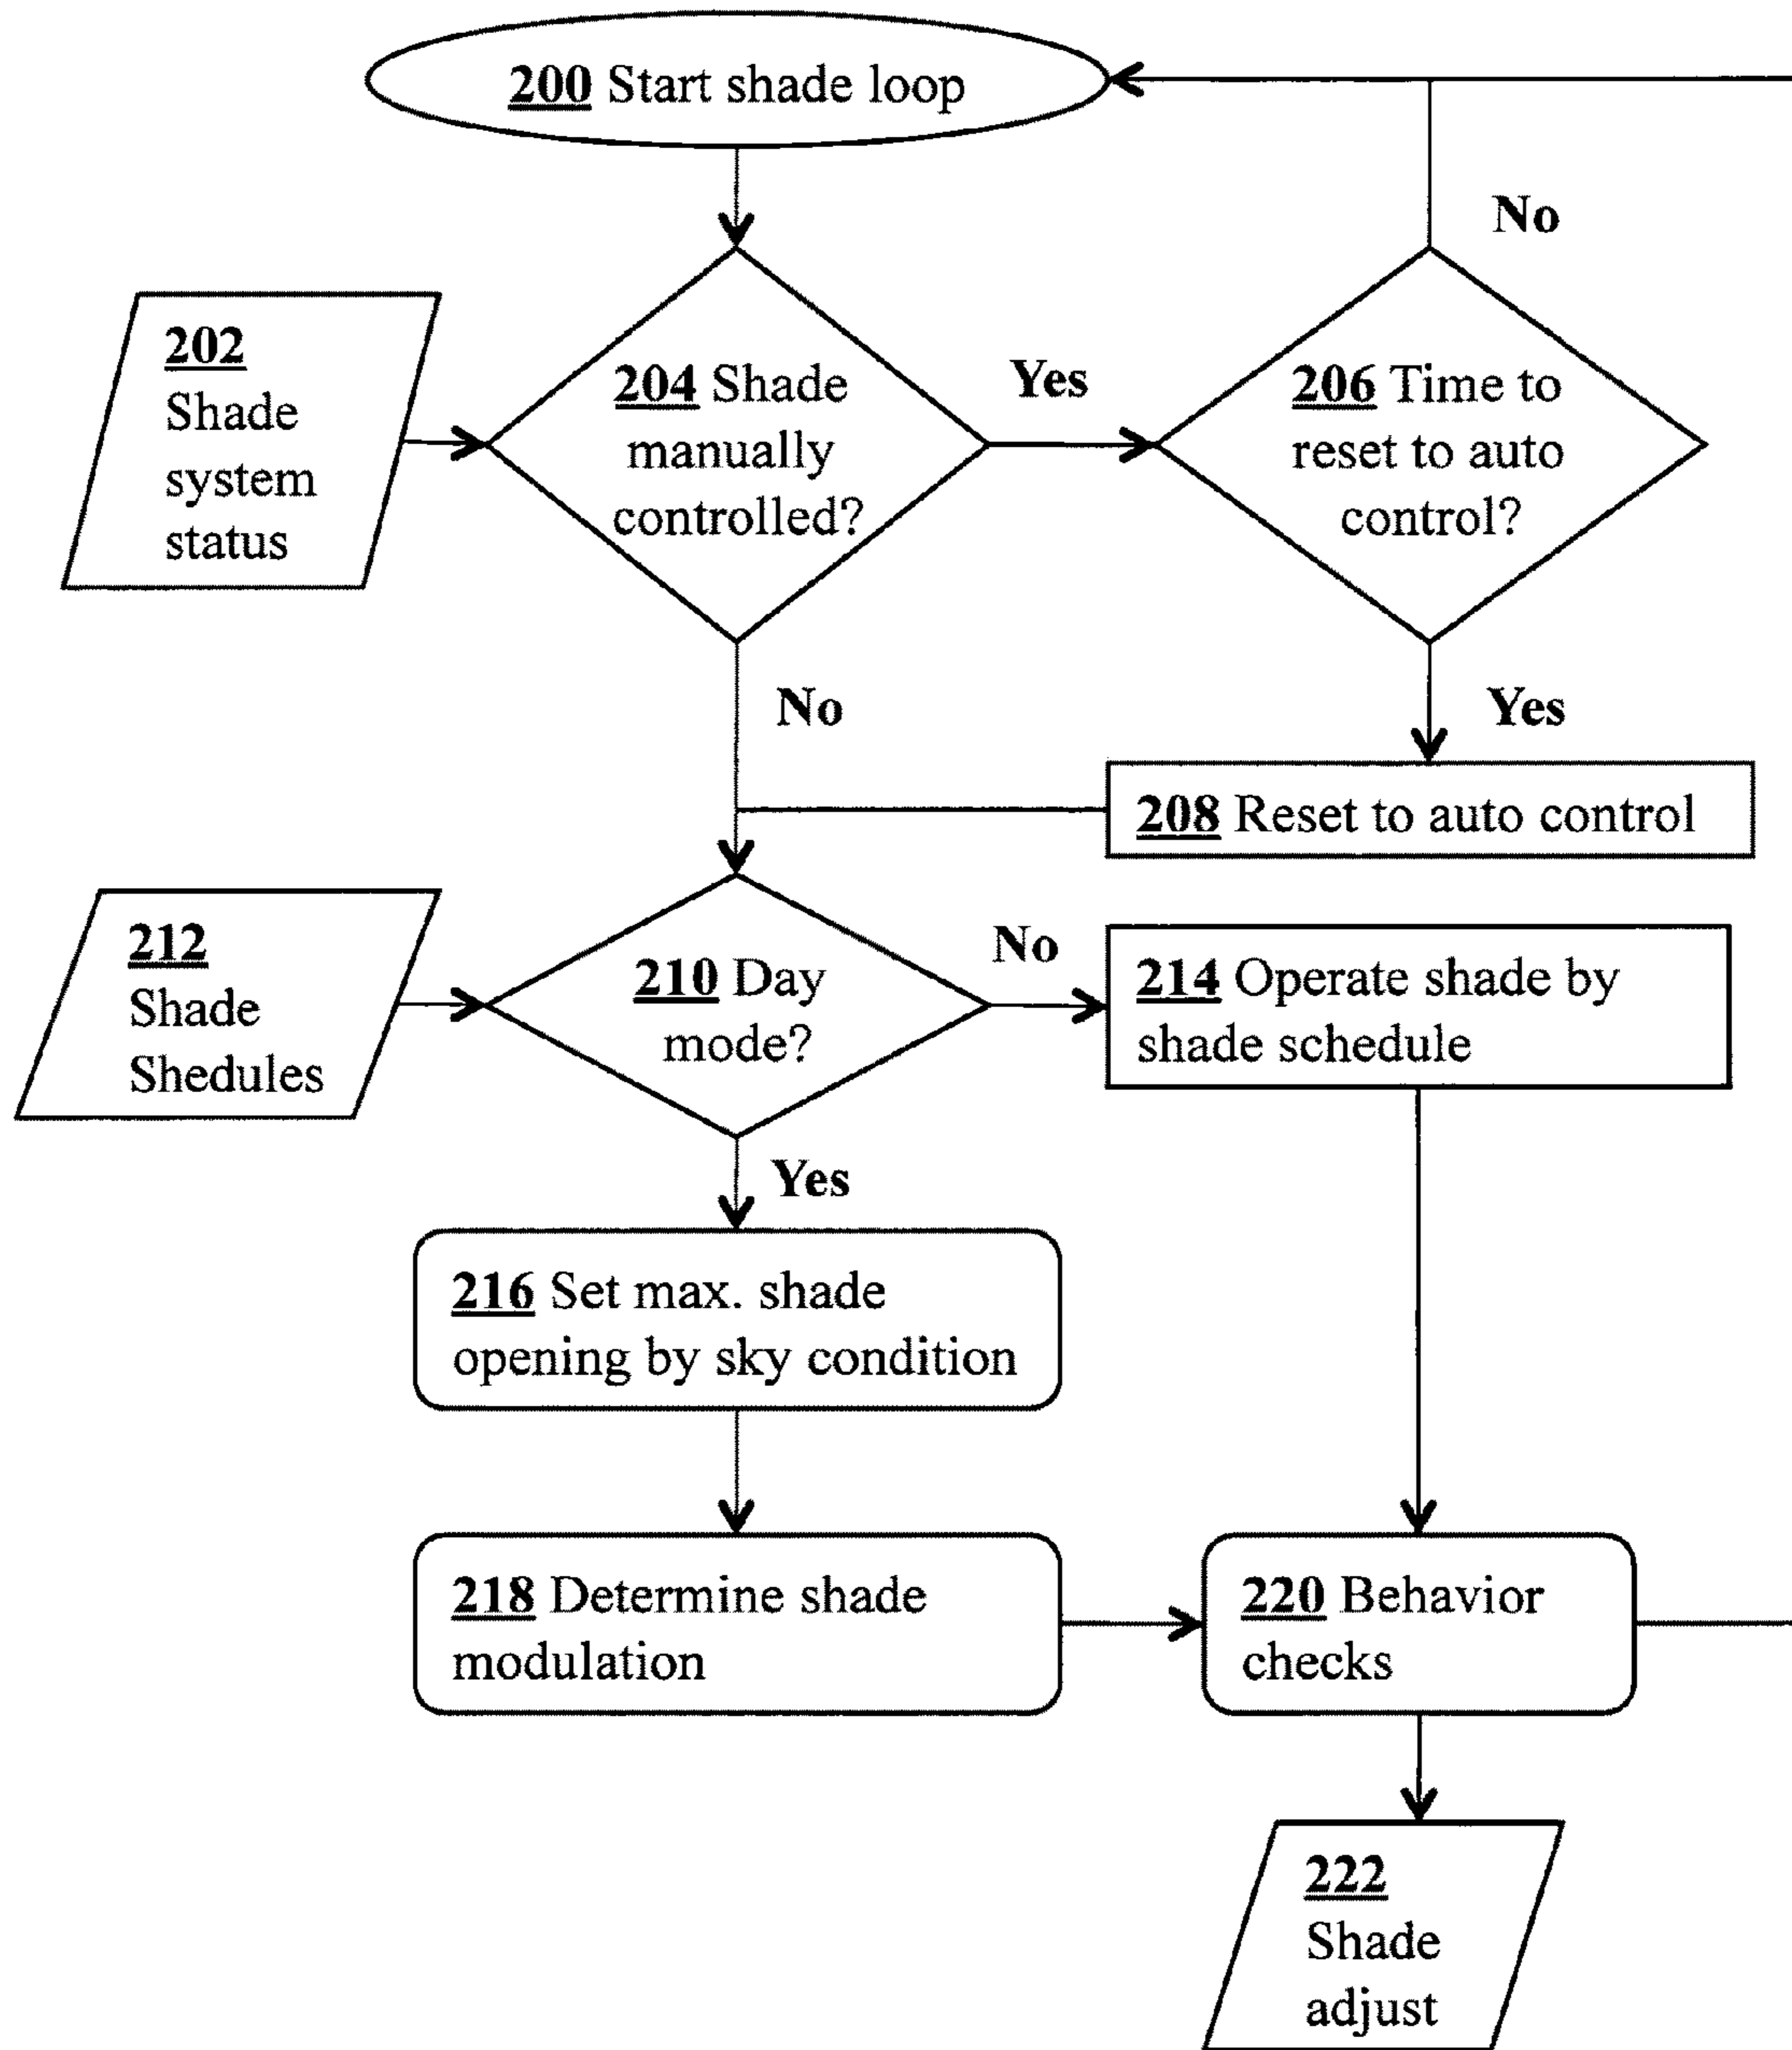 200 Start shade loop
No
202
Shade
system
status
204 Shade
manually
controlled?
Yes
206 Time to
reset to auto
control?
No
Yes
208 Reset to auto control
212
Shade
Shedules
210 Day
mode?
No
214 Operate shade by
shade schedule
Yes
216 Set max. shade
opening by sky condition
218 Determine shade
modulation
220 Behavior
checks
222
Shade
adjust